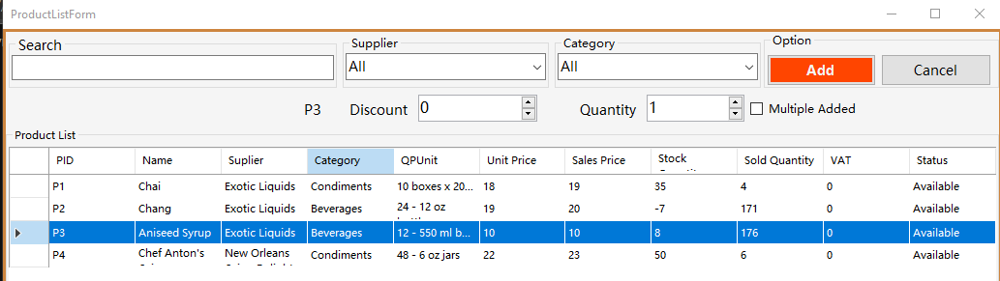 ProductListForm
Search Supplier Category Option
All All Add Cancel
P3 Discount 0 Quantity 1 Multiple Added
Product List
PID Name Suplier Category QPUnit Unit Price Sales Price Stock Sold Quantity VAT Status
P1 Chai Exotic Liquids Condiments 10 boxes x 20... 18 19 35 4 0 Available
P2 Chang Exotic Liquids Beverages 24 - 12 oz 19 20 -7 171 0 Available
P3 Aniseed Syrup Exotic Liquids Beverages 12 - 550 ml b... 10 10 8 176 0 Available
P4 Chef Anton's New Orleans Condiments 48 - 6 oz jars 22 23 50 6 0 Available